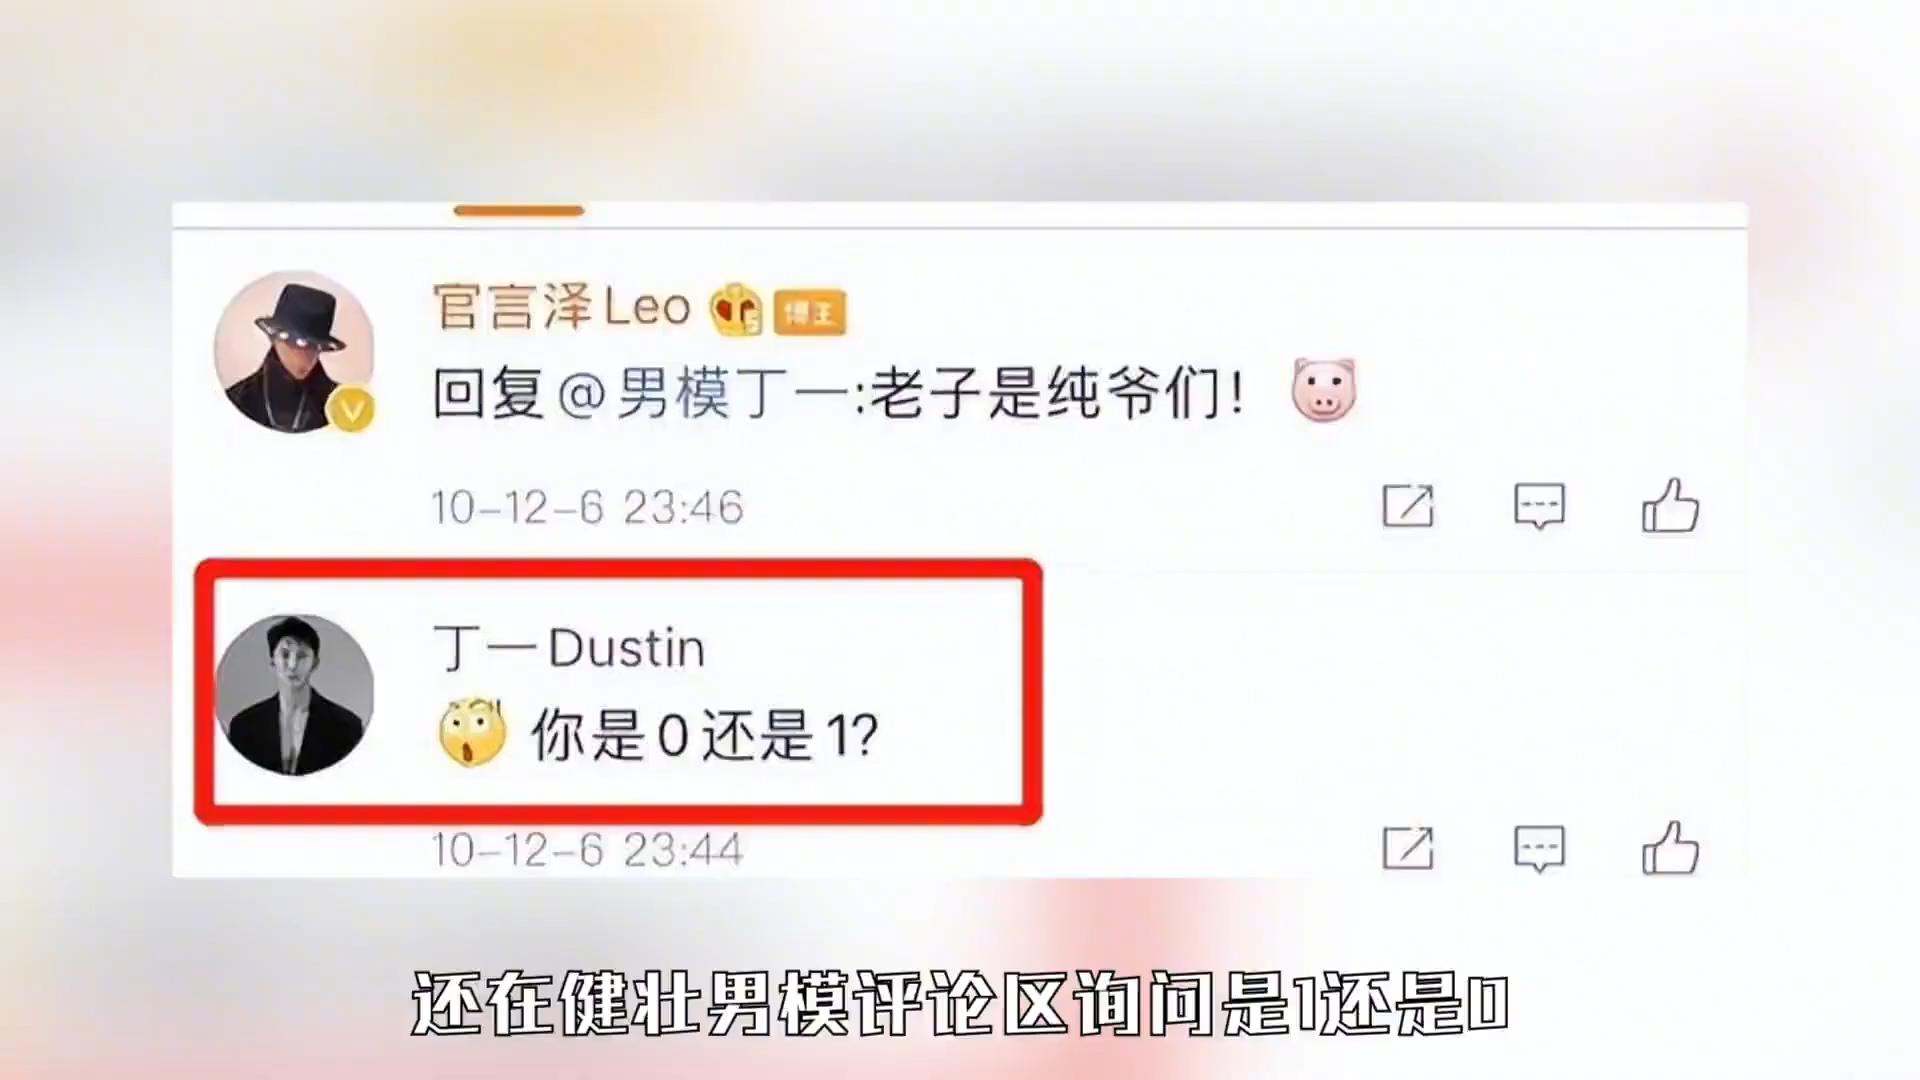 官言泽Leo 博主
回复@男模丁一:老子是纯爷们!
10-12-6 23:46
丁一Dustin
你是0还是1?
10-12-6 23:44
还在健壮男模评论区询问是1还是0